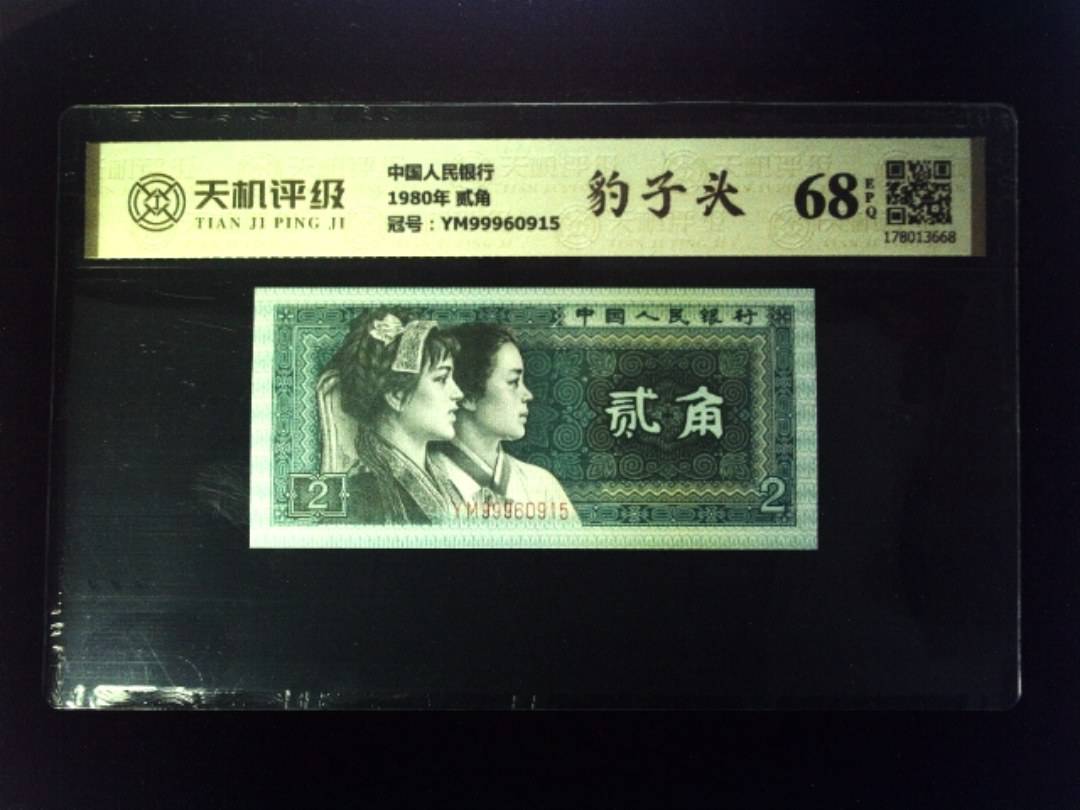 天机评级
TIAN JI PING JI
中国人民银行
1980年 贰角
冠号：YM99960915
豹子头
68
EPQ
178013668
中国人民银行
贰角
2
2
YM99960915